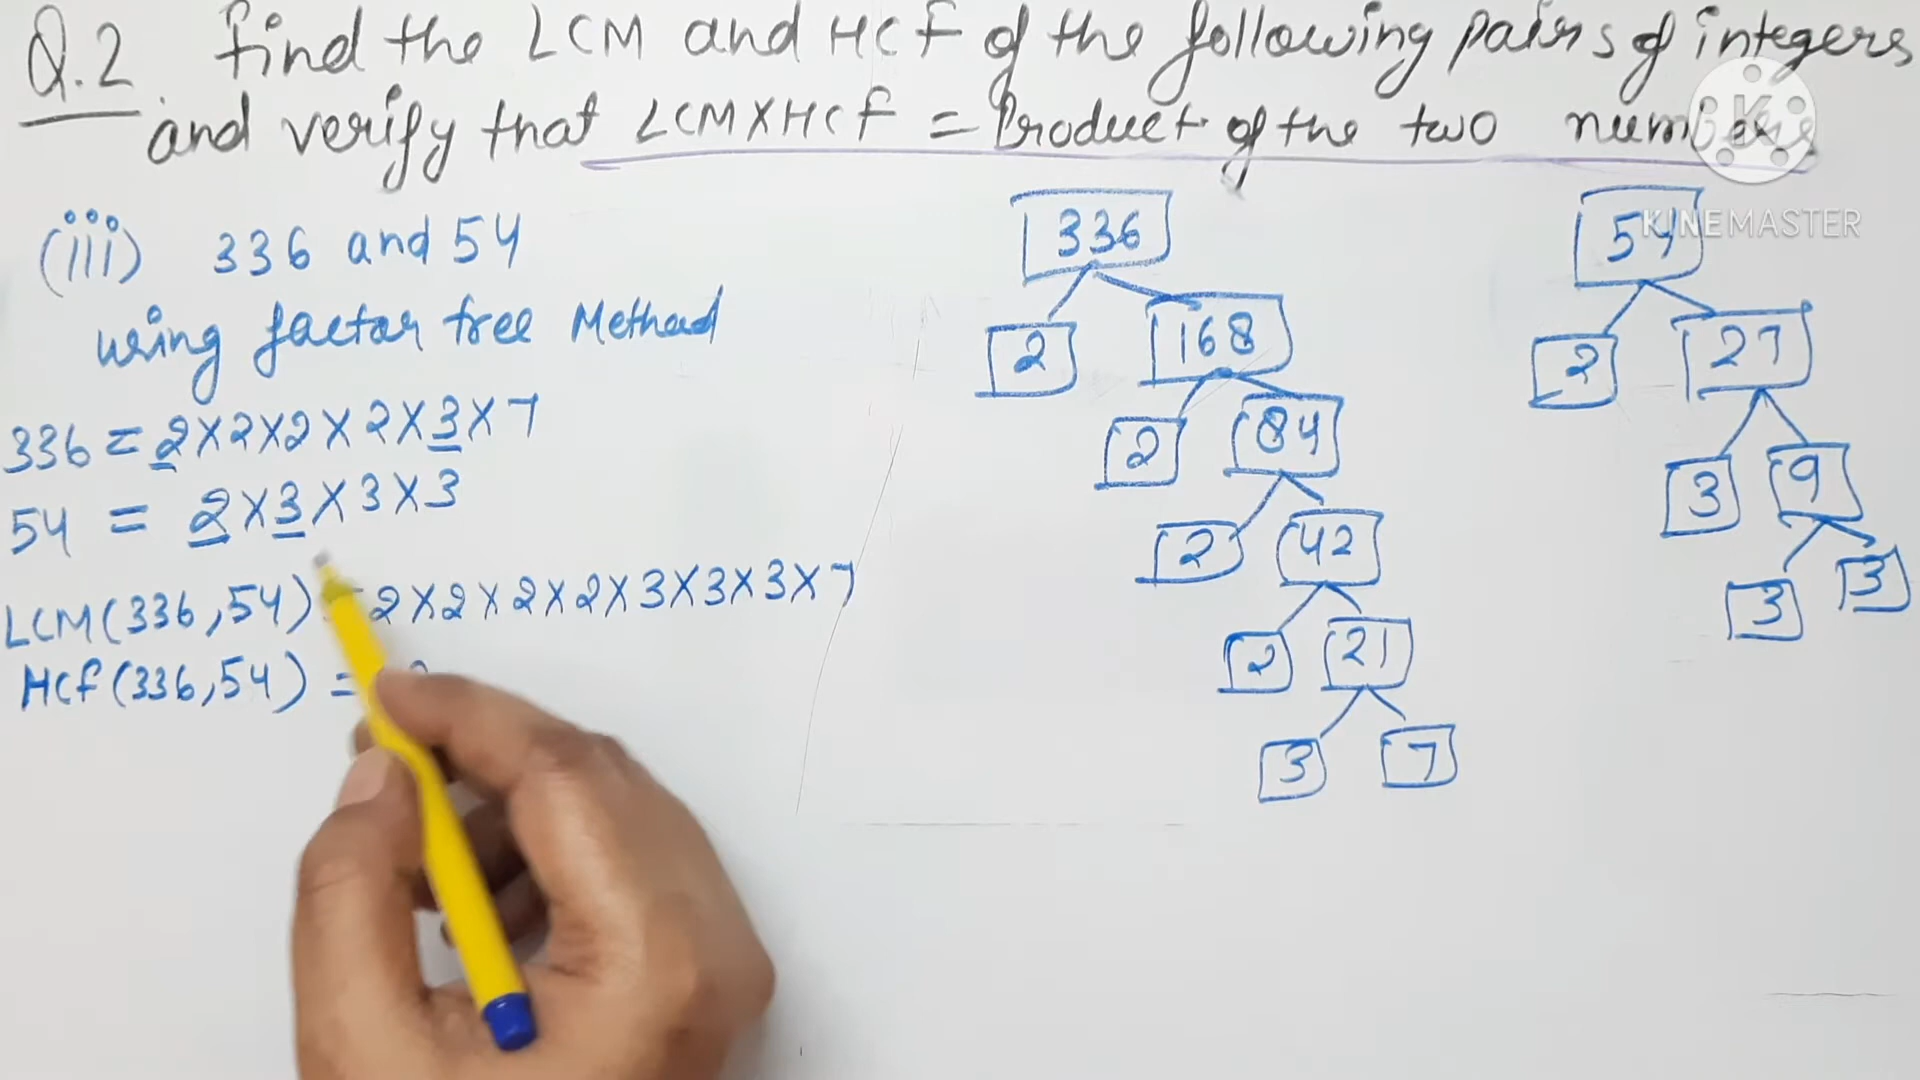 Q.2 find the LCM and HCF of the following pairs of integers
and verify that LCM×HCF = Product of the two numbers
(iii) 336 and 54
using factor tree Method
336 = 2×2×2×2×3×7
54 = 2×3×3×3
LCM(336,54) = 2×2×2×2×3×3×3×7
HCF(336,54) =
336
2 168
2 84
2 42
2 21
3 7
54
2 27
3 9
3 3
K
KINEMASTER